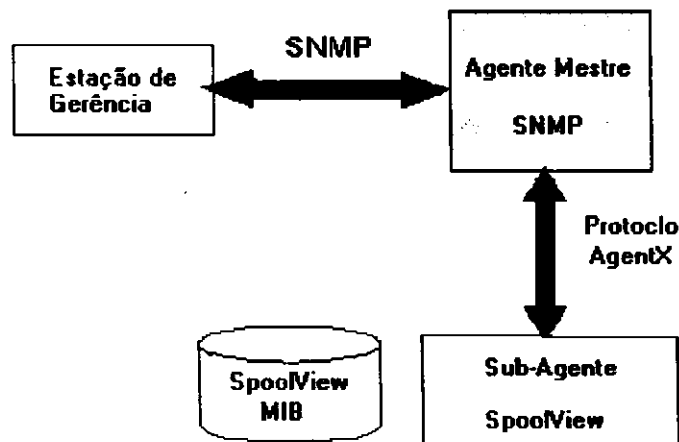 SNMP
Estação de
Gerência
Agente Mestre
SNMP
Protoclo
AgentX
SpoolView
MIB
Sub-Agente
SpoolView